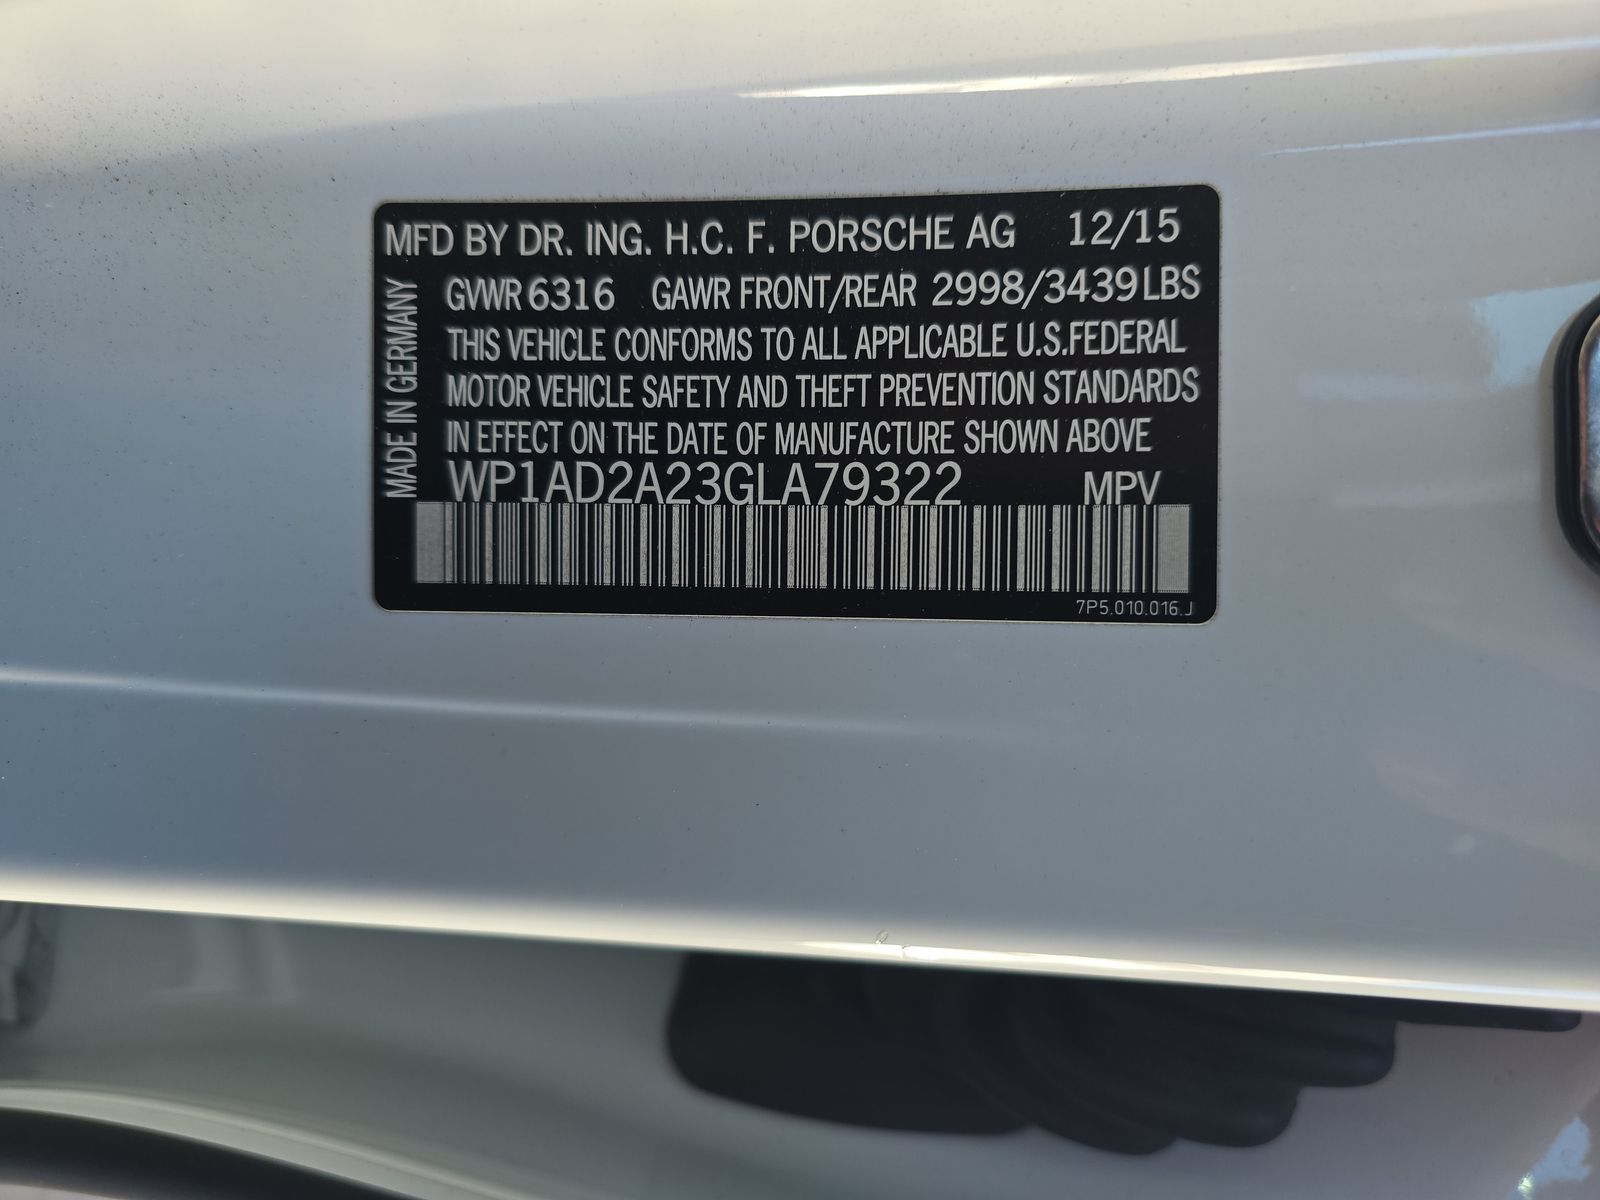 MFD BY DR. ING. H.C. F. PORSCHE AG 12/15
GVWR 6316 GAWR FRONT/REAR 2998/3439LBS
THIS VEHICLE CONFORMS TO ALL APPLICABLE U.S.FEDERAL
MOTOR VEHICLE SAFETY AND THEFT PREVENTION STANDARDS
IN EFFECT ON THE DATE OF MANUFACTURE SHOWN ABOVE
WP1AD2A23GLA79322 MPV
MADE IN GERMANY
7P5.010.016.J